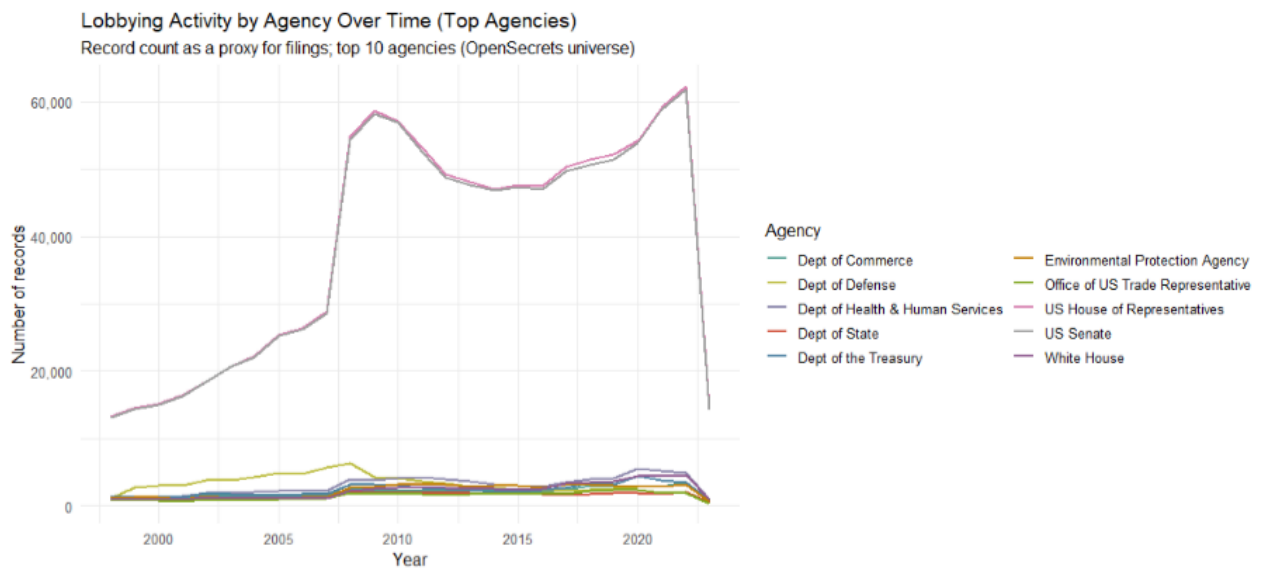 Lobbying Activity by Agency Over Time (Top Agencies)
Record count as a proxy for filings; top 10 agencies (OpenSecrets universe)
Number of records
60,000
40,000
20,000
0
2000
2005
2010
2015
2020
Year
Agency
Dept of Commerce
Dept of Defense
Dept of Health & Human Services
Dept of State
Dept of the Treasury
Environmental Protection Agency
Office of US Trade Representative
US House of Representatives
US Senate
White House